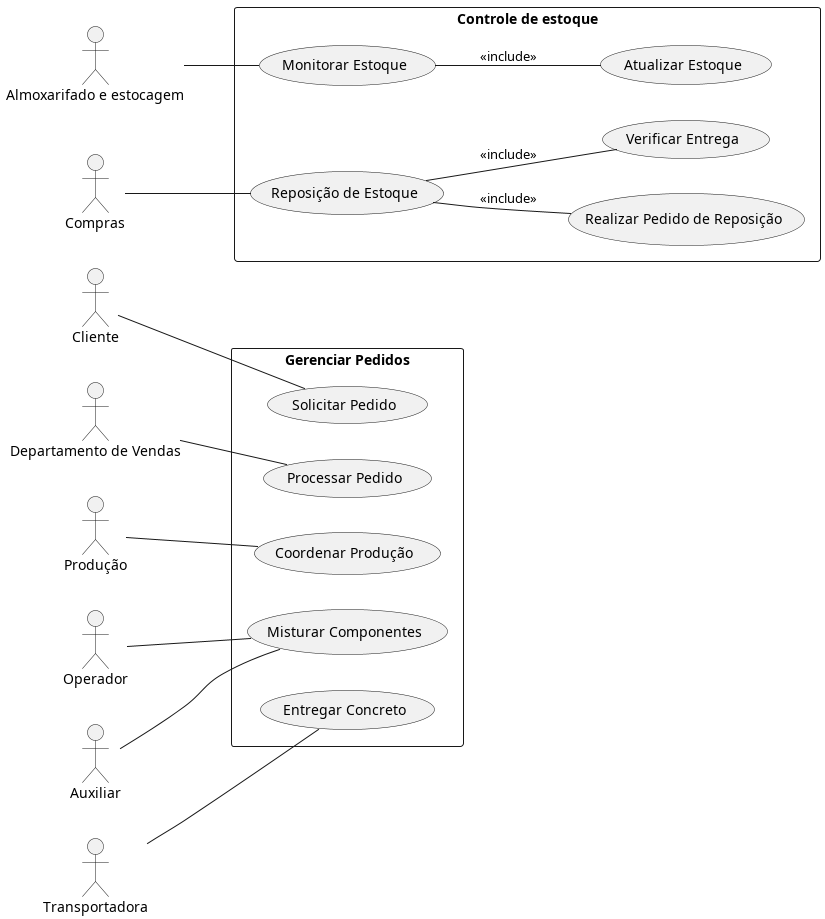 Controle de estoque
Almoxarifado e estocagem
Monitorar Estoque
«include»
Atualizar Estoque
Compras
Reposição de Estoque
«include»
Verificar Entrega
«include»
Realizar Pedido de Reposição
Cliente
Gerenciar Pedidos
Solicitar Pedido
Departamento de Vendas
Processar Pedido
Produção
Coordenar Produção
Operador
Misturar Componentes
Entregar Concreto
Auxiliar
Transportadora